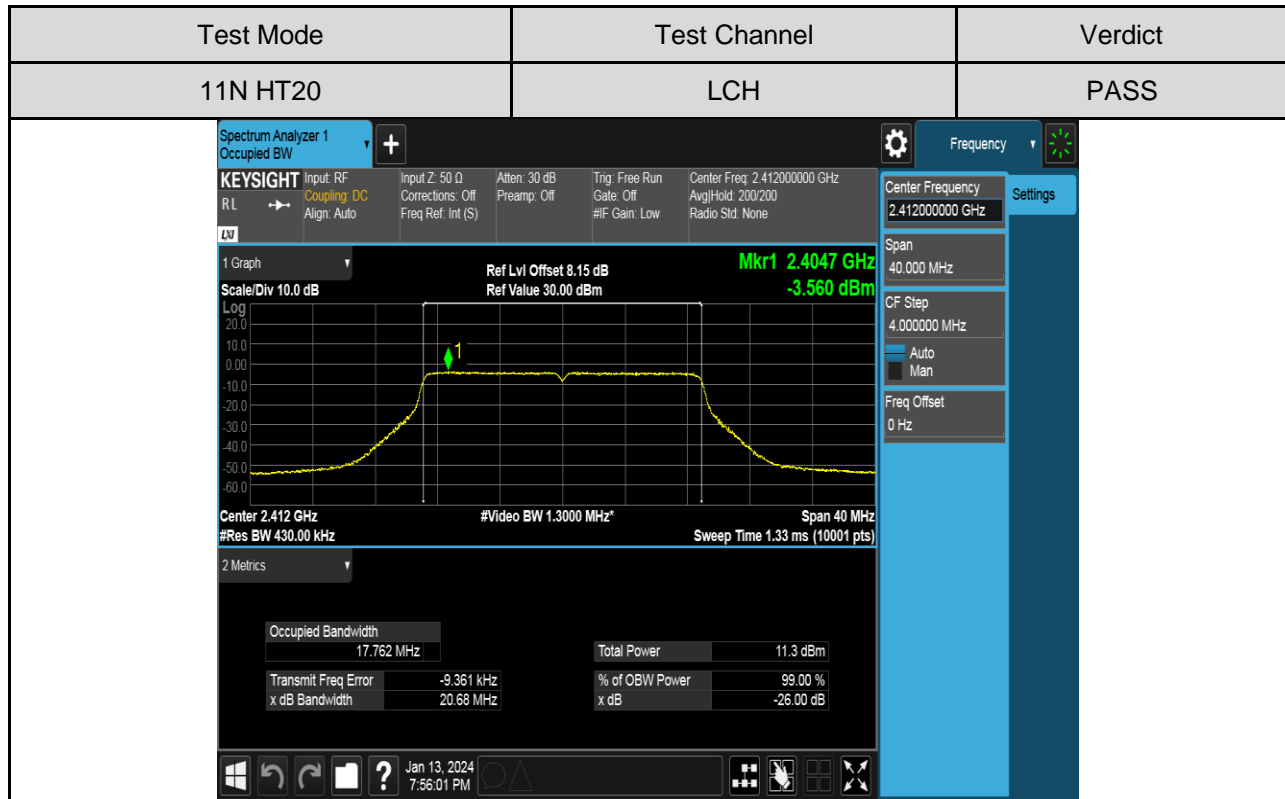 Test Mode Test Channel Verdict
11N HT20 LCH PASS
Spectrum Analyzer 1
Occupied BW
+
Frequency
KEYSIGHT Input: RF Input Z: 50 Ω Atten: 30 dB Trig: Free Run Center Freq: 2.412000000 GHz
R L Coupling: DC Corrections: Off Preamp: Off Gate: Off Avg|Hold: 200/200
Align: Auto Freq Ref: Int (S) #IF Gain: Low Radio Std: None
LXI
Center Frequency
2.412000000 GHz
Settings
Span
40.000 MHz
CF Step
4.000000 MHz
Auto
Man
Freq Offset
0 Hz
1 Graph Ref Lvl Offset 8.15 dB Mkr1 2.4047 GHz
Scale/Div 10.0 dB Ref Value 30.00 dBm -3.560 dBm
Log
20.0
10.0
0.00
-10.0
-20.0
-30.0
-40.0
-50.0
-60.0
1
Center 2.412 GHz #Video BW 1.3000 MHz* Span 40 MHz
#Res BW 430.00 kHz Sweep Time 1.33 ms (10001 pts)
2 Metrics
Occupied Bandwidth
17.762 MHz Total Power 11.3 dBm
Transmit Freq Error -9.361 kHz % of OBW Power 99.00 %
x dB Bandwidth 20.68 MHz x dB -26.00 dB
? Jan 13, 2024
7:56:01 PM